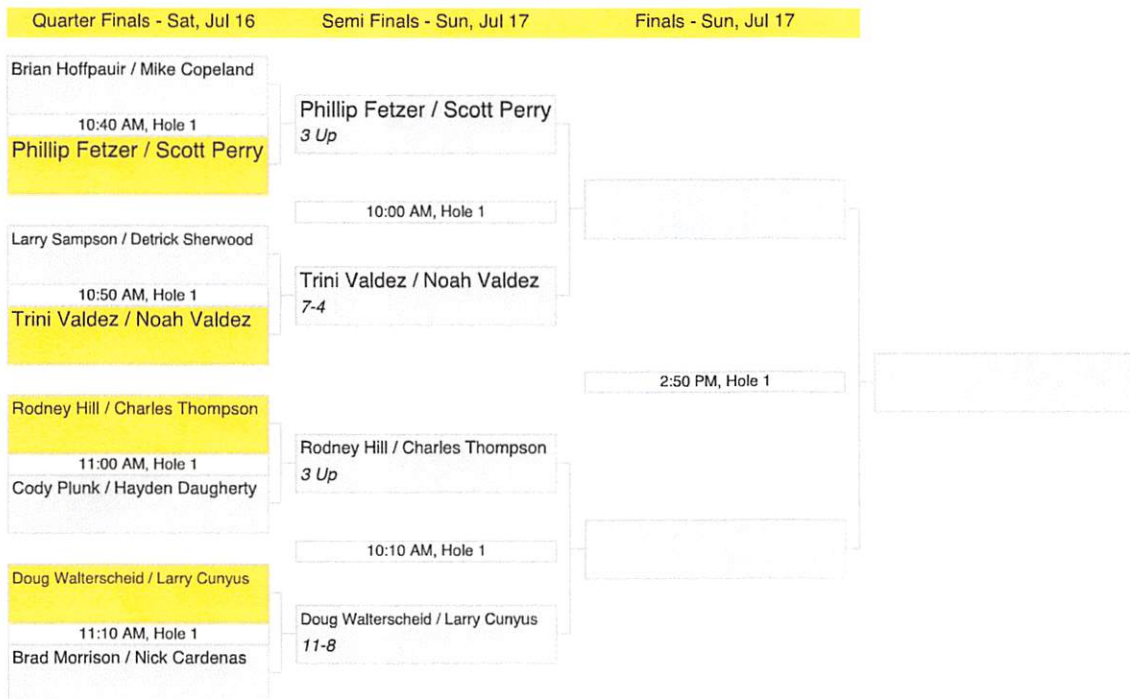 Quarter Finals - Sat, Jul 16
Semi Finals - Sun, Jul 17
Finals - Sun, Jul 17
Brian Hoffpauir / Mike Copeland
10:40 AM, Hole 1
Phillip Fetzer / Scott Perry
Larry Sampson / Detrick Sherwood
10:50 AM, Hole 1
Trini Valdez / Noah Valdez
Rodney Hill / Charles Thompson
11:00 AM, Hole 1
Cody Plunk / Hayden Daugherty
Doug Walterscheid / Larry Cunyus
11:10 AM, Hole 1
Brad Morrison / Nick Cardenas
Phillip Fetzer / Scott Perry
3 Up
10:00 AM, Hole 1
Trini Valdez / Noah Valdez
7-4
Rodney Hill / Charles Thompson
3 Up
10:10 AM, Hole 1
Doug Walterscheid / Larry Cunyus
11-8
2:50 PM, Hole 1